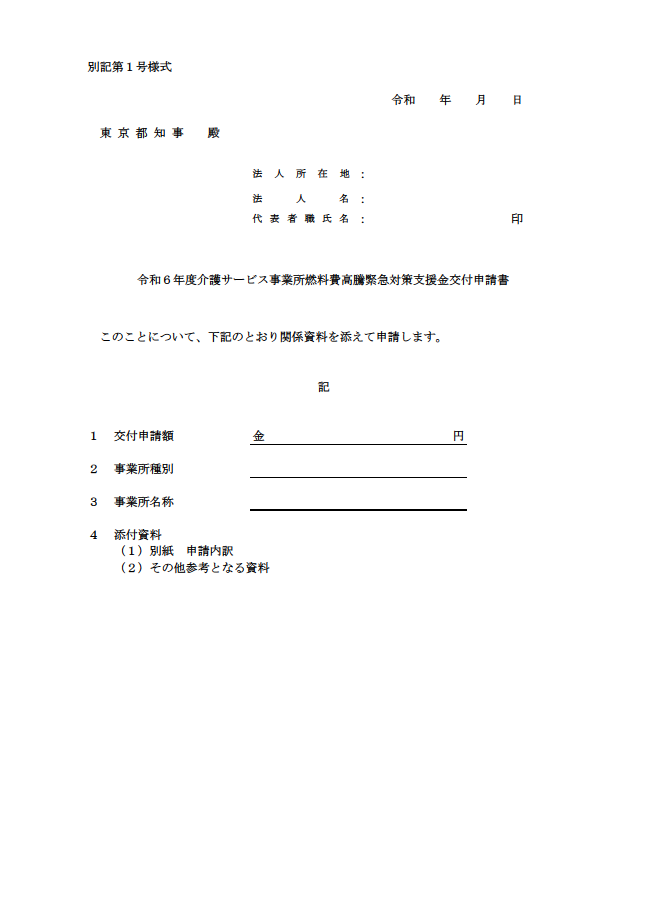 別記第１号様式
令和　　年　　月　　日
東 京 都 知 事　殿
法 人 所 在 地 ：
法　　人　　名 ：
代 表 者 職 氏 名 ：　　　　　　　　印
令和６年度介護サービス事業所燃料費高騰緊急対策支援金交付申請書
このことについて、下記のとおり関係資料を添えて申請します。
記
１　交付申請額　　　　金　　　　　　　　円
２　事業所種別
３　事業所名称
４　添付資料
（１）別紙　申請内訳
（２）その他参考となる資料